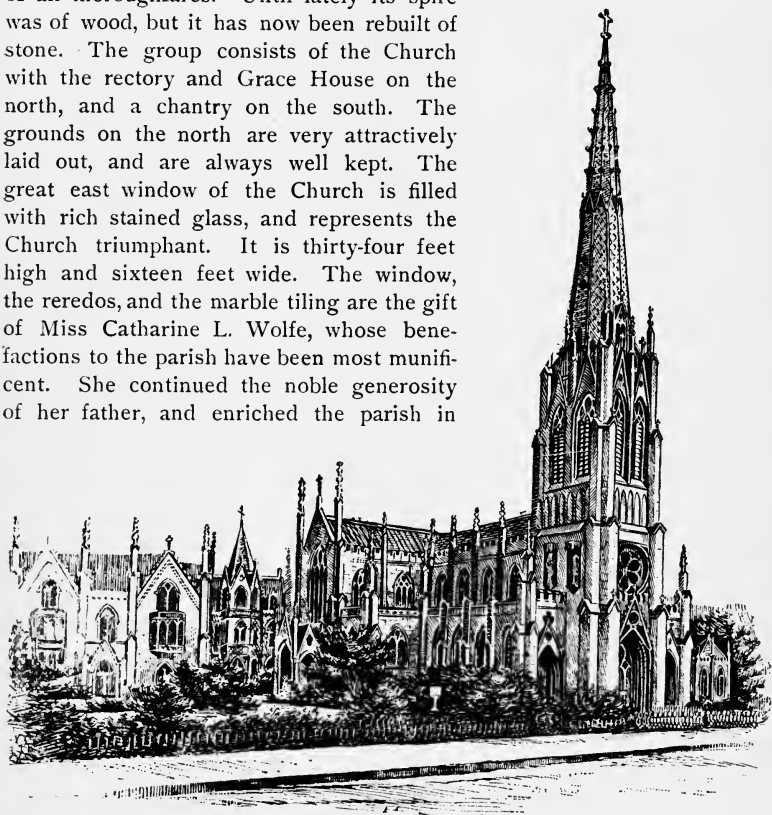 of all thoroughfares. Until lately its spire
was of wood, but it has now been rebuilt of
stone. The group consists of the Church
with the rectory and Grace House on the
north, and a chantry on the south. The
grounds on the north are very attractively
laid out, and are always well kept. The
great east window of the Church is filled
with rich stained glass, and represents the
Church triumphant. It is thirty-four feet
high and sixteen feet wide. The window,
the reredos, and the marble tiling are the gift
of Miss Catharine L. Wolfe, whose bene-
factions to the parish have been most munifi-
cent. She continued the noble generosity
of her father, and enriched the parish in